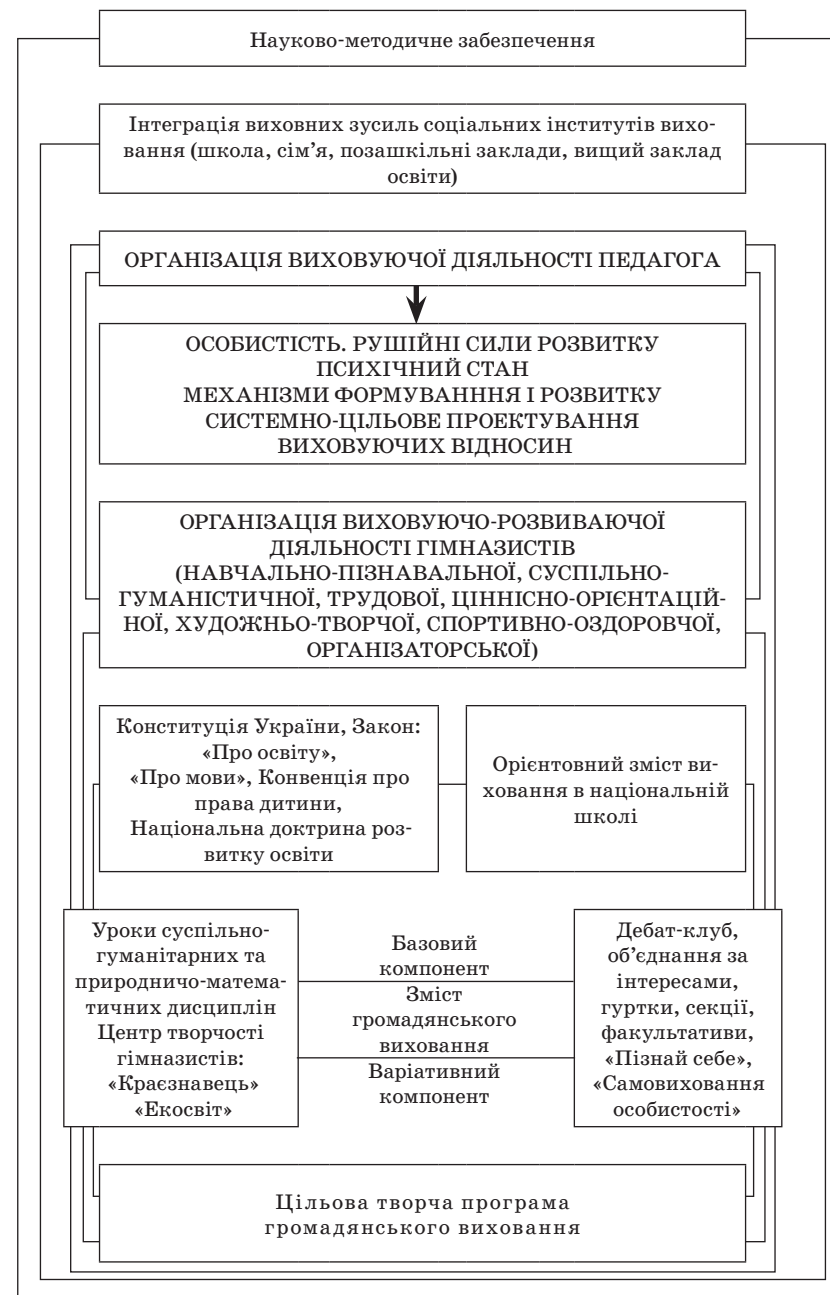 Науково-методичне забезпечення
Інтеграція виховних зусиль соціальних інститутів вихо-
вання (школа, сім’я, позашкільні заклади, вищий заклад
освіти)
ОРГАНІЗАЦІЯ ВИХОВУЮЧОЇ ДІЯЛЬНОСТІ ПЕДАГОГА
ОСОБИСТІСТЬ. РУШІЙНІ СИЛИ РОЗВИТКУ
ПСИХІЧНИЙ СТАН
МЕХАНІЗМИ ФОРМУВАНННЯ І РОЗВИТКУ
СИСТЕМНО-ЦІЛЬОВЕ ПРОЕКТУВАННЯ
ВИХОВУЮЧИХ ВІДНОСИН
ОРГАНІЗАЦІЯ ВИХОВУЮЧО-РОЗВИВАЮЧОЇ
ДІЯЛЬНОСТІ ГІМНАЗИСТІВ
(НАВЧАЛЬНО-ПІЗНАВАЛЬНОЇ, СУСПІЛЬНО-
ГУМАНІСТИЧНОЇ, ТРУДОВОЇ, ЦІННІСНО-ОРІЄНТАЦІЙ-
НОЇ, ХУДОЖНЬО-ТВОРЧОЇ, СПОРТИВНО-ОЗДОРОВЧОЇ,
ОРГАНІЗАТОРСЬКОЇ)
Конституція України, Закон:
«Про освіту»,
«Про мови», Конвенція про
права дитини,
Національна доктрина роз-
витку освіти
Орієнтовний зміст ви-
ховання в національній
школі
Уроки суспільно-
гуманітарних та
природничо-матема-
тичних дисциплін
Центр творчості
гімназистів:
«Краєзнавець»
«Екосвіт»
Базовий
компонент
Зміст
громадянського
виховання
Варіативний
компонент
Дебат-клуб,
об’єднання за
інтересами,
гуртки, секції,
факультативи,
«Пізнай себе»,
«Самовиховання
особистості»
Цільова творча програма
громадянського виховання